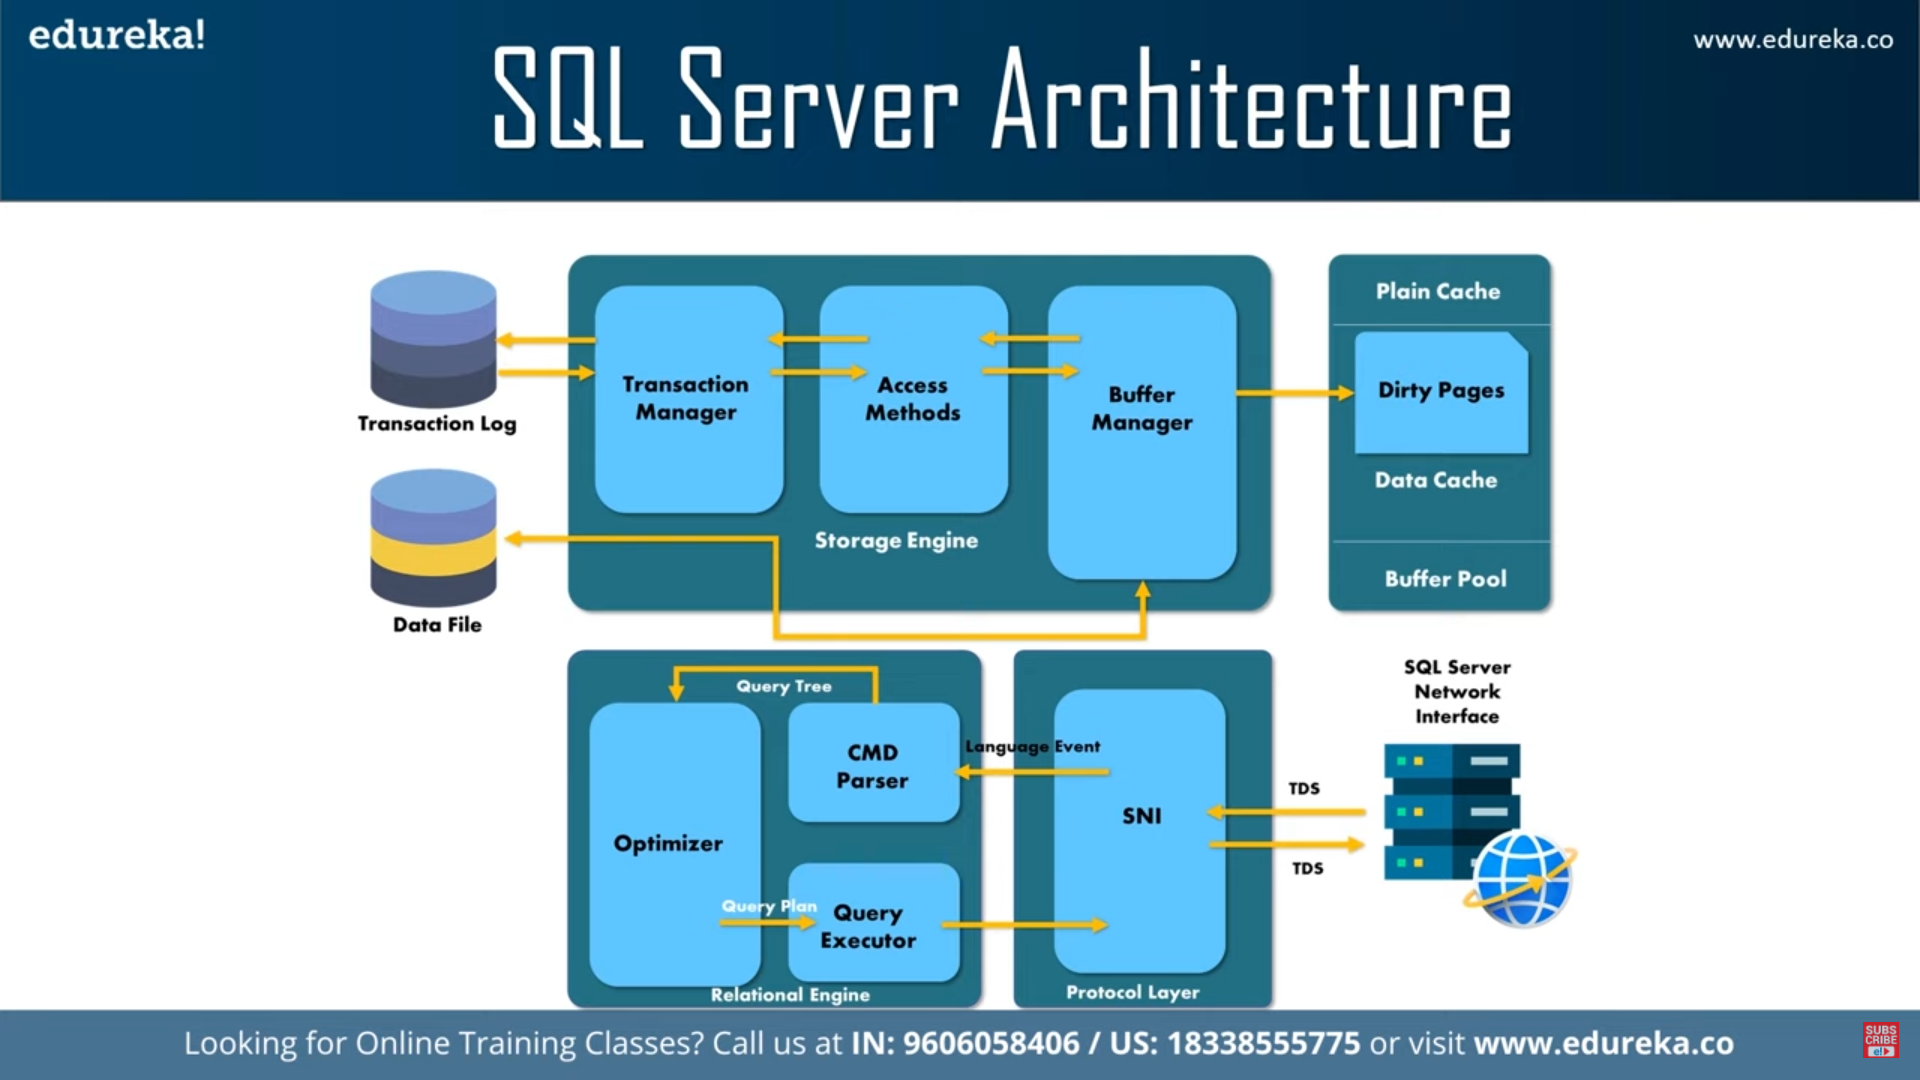 edureka!
www.edureka.co
SQL Server Architecture
Transaction Log
Data File
Transaction
Manager
Access
Methods
Buffer
Manager
Storage Engine
Plain Cache
Dirty Pages
Data Cache
Buffer Pool
Query Tree
CMD
Parser
Optimizer
Query Plan
Query
Executor
Relational Engine
Language Event
SNI
Protocol Layer
TDS
TDS
SQL Server
Network
Interface
Looking for Online Training Classes? Call us at IN: 9606058406 / US: 18338555775 or visit www.edureka.co
SUBS
CRIBE
e!